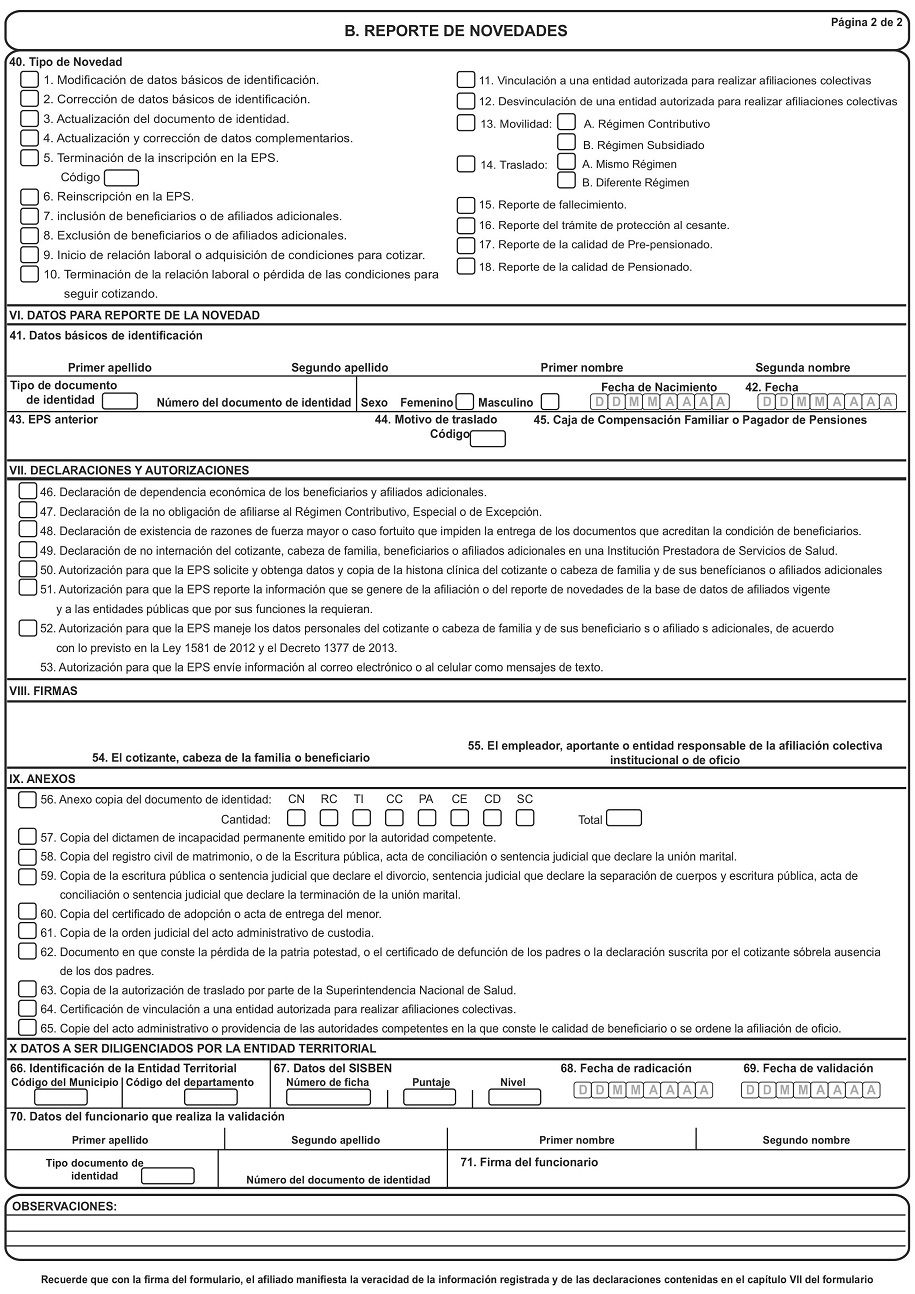 Página 2 de 2
B. REPORTE DE NOVEDADES
40. Tipo de Novedad
1. Modificación de datos básicos de identificación.
2. Corrección de datos básicos de identificación.
3. Actualización del documento de identidad.
4. Actualización y corrección de datos complementarios.
5. Terminación de la inscripción en la EPS.
Código
6. Reinscripción en la EPS.
7. inclusión de beneficiarios o de afiliados adicionales.
8. Exclusión de beneficiarios o de afiliados adicionales.
9. Inicio de relación laboral o adquisición de condiciones para cotizar.
10. Terminación de la relación laboral o pérdida de las condiciones para
seguir cotizando.
11. Vinculación a una entidad autorizada para realizar afiliaciones colectivas
12. Desvinculación de una entidad autorizada para realizar afiliaciones colectivas
13. Movilidad: A. Régimen Contributivo
B. Régimen Subsidiado
14. Traslado: A. Mismo Régimen
B. Diferente Régimen
15. Reporte de fallecimiento.
16. Reporte del trámite de protección al cesante.
17. Reporte de la calidad de Pre-pensionado.
18. Reporte de la calidad de Pensionado.
VI. DATOS PARA REPORTE DE LA NOVEDAD
41. Datos básicos de identificación
Primer apellido Segundo apellido Primer nombre Segunda nombre
Tipo de documento
de identidad Número del documento de identidad Sexo Femenino Masculino
Fecha de Nacimiento 42. Fecha
D D M M A A A A D D M M A A A A
43. EPS anterior 44. Motivo de traslado 45. Caja de Compensación Familiar o Pagador de Pensiones
Código
VII. DECLARACIONES Y AUTORIZACIONES
46. Declaración de dependencia económica de los beneficiarios y afiliados adicionales.
47. Declaración de la no obligación de afiliarse al Régimen Contributivo, Especial o de Excepción.
48. Declaración de existencia de razones de fuerza mayor o caso fortuito que impiden la entrega de los documentos que acreditan la condición de beneficiarios.
49. Declaración de no internación del cotizante, cabeza de familia, beneficiarios o afiliados adicionales en una Institución Prestadora de Servicios de Salud.
50. Autorización para que la EPS solicite y obtenga datos y copia de la histona clínica del cotizante o cabeza de familia y de sus benefícianos o afiliados adicionales
51. Autorización para que la EPS reporte la información que se genere de la afiliación o del reporte de novedades de la base de datos de afiliados vigente
y a las entidades públicas que por sus funciones la requieran.
52. Autorización para que la EPS maneje los datos personales del cotizante o cabeza de familia y de sus beneficiario s o afiliado s adicionales, de acuerdo
con lo previsto en la Ley 1581 de 2012 y el Decreto 1377 de 2013.
53. Autorización para que la EPS envíe información al correo electrónico o al celular como mensajes de texto.
VIII. FIRMAS
54. El cotizante, cabeza de la familia o beneficiario
55. El empleador, aportante o entidad responsable de la afiliación colectiva
institucional o de oficio
IX. ANEXOS
56. Anexo copia del documento de identidad: CN RC TI CC PA CE CD SC
Cantidad: Total
57. Copia del dictamen de incapacidad permanente emitido por la autoridad competente.
58. Copia del registro civil de matrimonio, o de la Escritura pública, acta de conciliación o sentencia judicial que declare la unión marital.
59. Copia de la escritura pública o sentencia judicial que declare el divorcio, sentencia judicial que declare la separación de cuerpos y escritura pública, acta de
conciliación o sentencia judicial que declare la terminación de la unión marital.
60. Copia del certificado de adopción o acta de entrega del menor.
61. Copia de la orden judicial del acto administrativo de custodia.
62. Documento en que conste la pérdida de la patria potestad, o el certificado de defunción de los padres o la declaración suscrita por el cotizante sóbrela ausencia
de los dos padres.
63. Copia de la autorización de traslado por parte de la Superintendencia Nacional de Salud.
64. Certificación de vinculación a una entidad autorizada para realizar afiliaciones colectivas.
65. Copie del acto administrativo o providencia de las autoridades competentes en la que conste le calidad de beneficiario o se ordene la afiliación de oficio.
X DATOS A SER DILIGENCIADOS POR LA ENTIDAD TERRITORIAL
66. Identificación de la Entidad Territorial 67. Datos del SISBEN 68. Fecha de radicación 69. Fecha de validación
Código del Municipio Código del departamento Número de ficha Puntaje Nivel
D D M M A A A A D D M M A A A A
70. Datos del funcionario que realiza la validación
Primer apellido Segundo apellido Primer nombre Segundo nombre
Tipo documento de
identidad Número del documento de identidad
71. Firma del funcionario
OBSERVACIONES:
Recuerde que con la firma del formulario, el afiliado manifiesta la veracidad de la información registrada y de las declaraciones contenidas en el capítulo VII del formulario